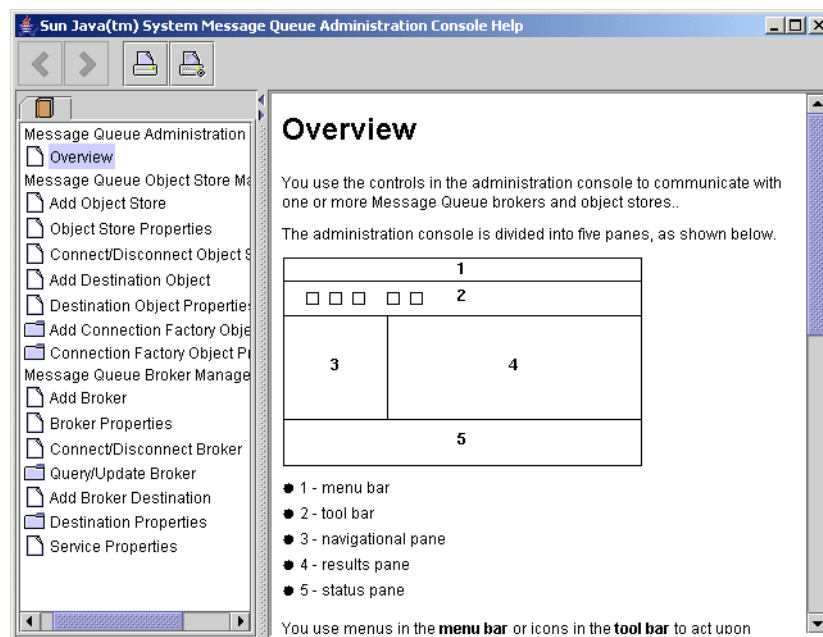 Sun Java(tm) System Message Queue Administration Console Help
Message Queue Administration
Overview
Message Queue Object Store Ma
Add Object Store
Object Store Properties
Connect/Disconnect Object S
Add Destination Object
Destination Object Propertie
Add Connection Factory Obje
Connection Factory Object P
Message Queue Broker Manage
Add Broker
Broker Properties
Connect/Disconnect Broker
Query/Update Broker
Add Broker Destination
Destination Properties
Service Properties
Overview
You use the controls in the administration console to communicate with
one or more Message Queue brokers and object stores..
The administration console is divided into five panes, as shown below.
1
2
3
4
5
1 - menu bar
2 - tool bar
3 - navigational pane
4 - results pane
5 - status pane
You use menus in the menu bar or icons in the tool bar to act upon